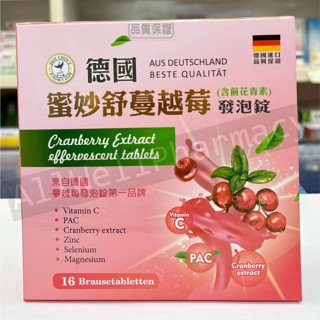 品質保證
德國
AUS DEUTSCHLAND
BESTE QUALITÄT
德國進口
品質保證
蜜妙舒蔓越莓
(含前花青素)
發泡錠
Cranberry Extract
effervescent tablets
來自德國
蔓越莓發泡錠第一品牌
• Vitamin C
• PAC
• Cranberry extract
• Zinc
• Selenium
• Magnesium
Vitamin
C
PAC
Cranberry
extract
16 Brausetabletten